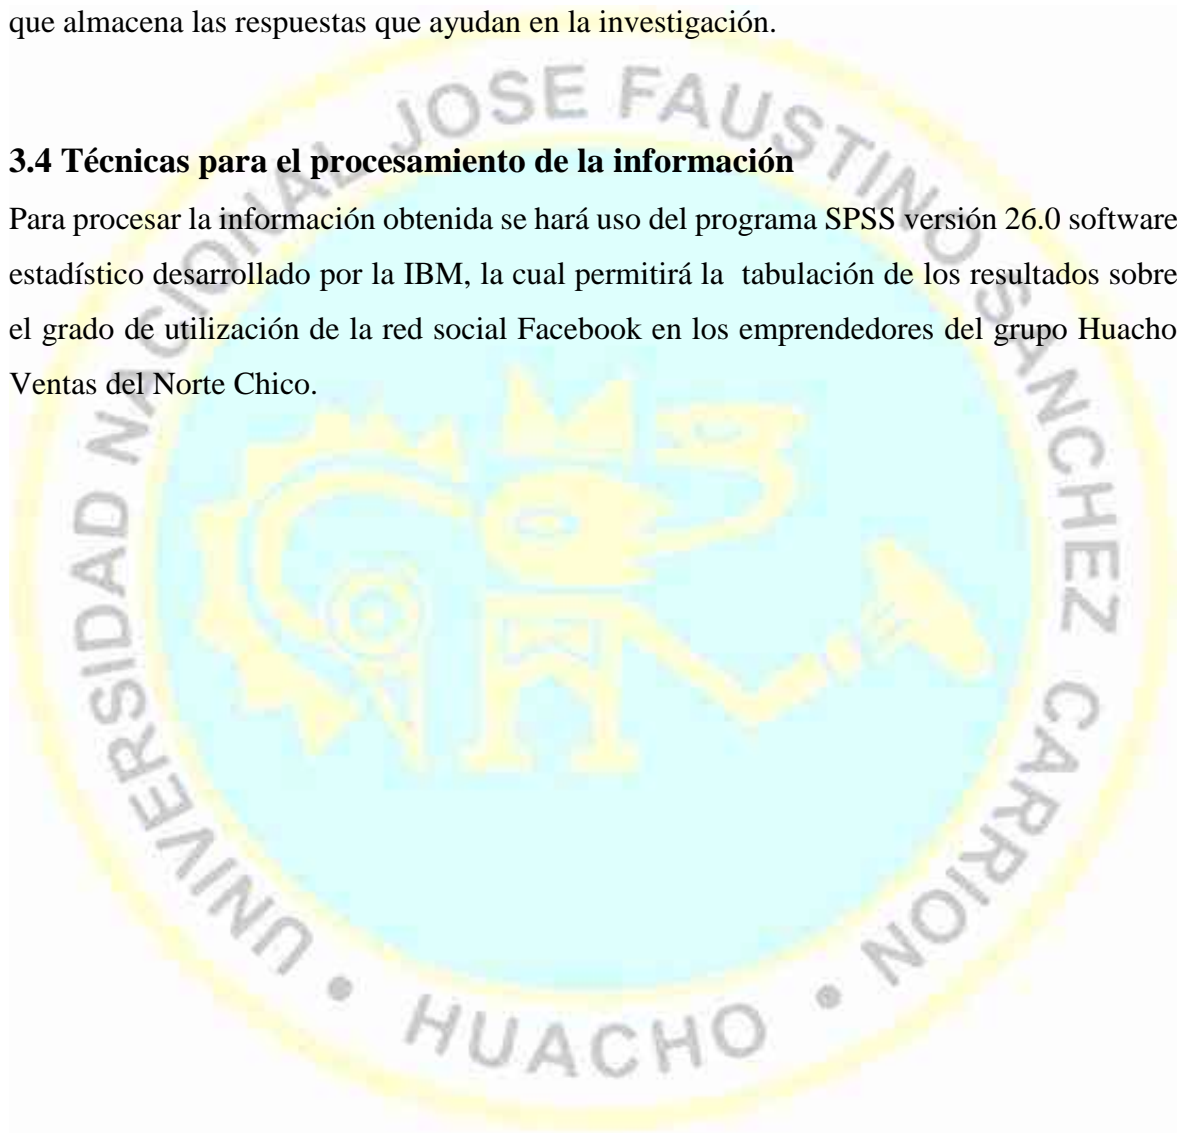 que almacena las respuestas que ayudan en la investigación.
3.4 Técnicas para el procesamiento de la información
Para procesar la información obtenida se hará uso del programa SPSS versión 26.0 software
estadístico desarrollado por la IBM, la cual permitirá la  tabulación de los resultados sobre
el grado de utilización de la red social Facebook en los emprendedores del grupo Huacho
Ventas del Norte Chico.
UNIVERSIDAD NACIONAL JOSE FAUSTINO SANCHEZ CARRION • HUACHO •